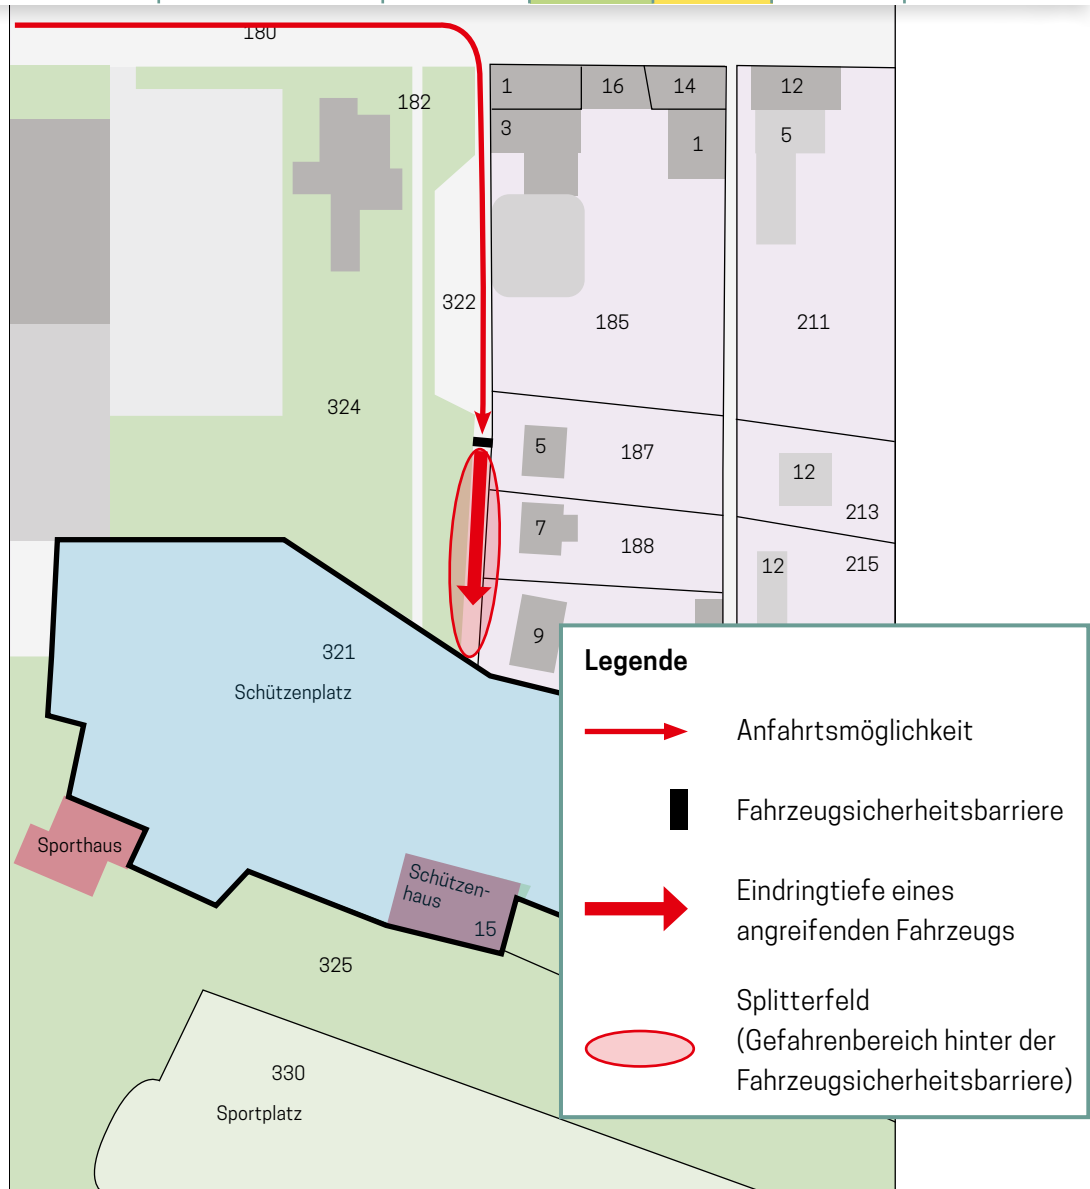 180
182
1
16
14
12
3
1
5
322
185
211
324
5
187
12
213
7
188
12
215
9
321
Schützenplatz
Sporthaus
Schützen-
haus
15
325
330
Sportplatz
Legende
Anfahrtsmöglichkeit
Fahrzeugsicherheitsbarriere
Eindringtiefe eines
angreifenden Fahrzeugs
Splitterfeld
(Gefahrenbereich hinter der
Fahrzeugsicherheitsbarriere)